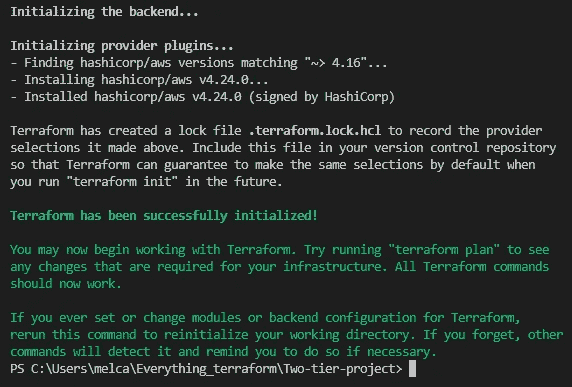 Initializing the backend...
Initializing provider plugins...
- Finding hashicorp/aws versions matching "~> 4.16"...
- Installing hashicorp/aws v4.24.0...
- Installed hashicorp/aws v4.24.0 (signed by HashiCorp)
Terraform has created a lock file .terraform.lock.hcl to record the provider
selections it made above. Include this file in your version control repository
so that Terraform can guarantee to make the same selections by default when
you run "terraform init" in the future.
Terraform has been successfully initialized!
You may now begin working with Terraform. Try running "terraform plan" to see
any changes that are required for your infrastructure. All Terraform commands
should now work.
If you ever set or change modules or backend configuration for Terraform,
rerun this command to reinitialize your working directory. If you forget, other
commands will detect it and remind you to do so if necessary.
PS C:\Users\melca\Everything_terraform\Two-tier-project>